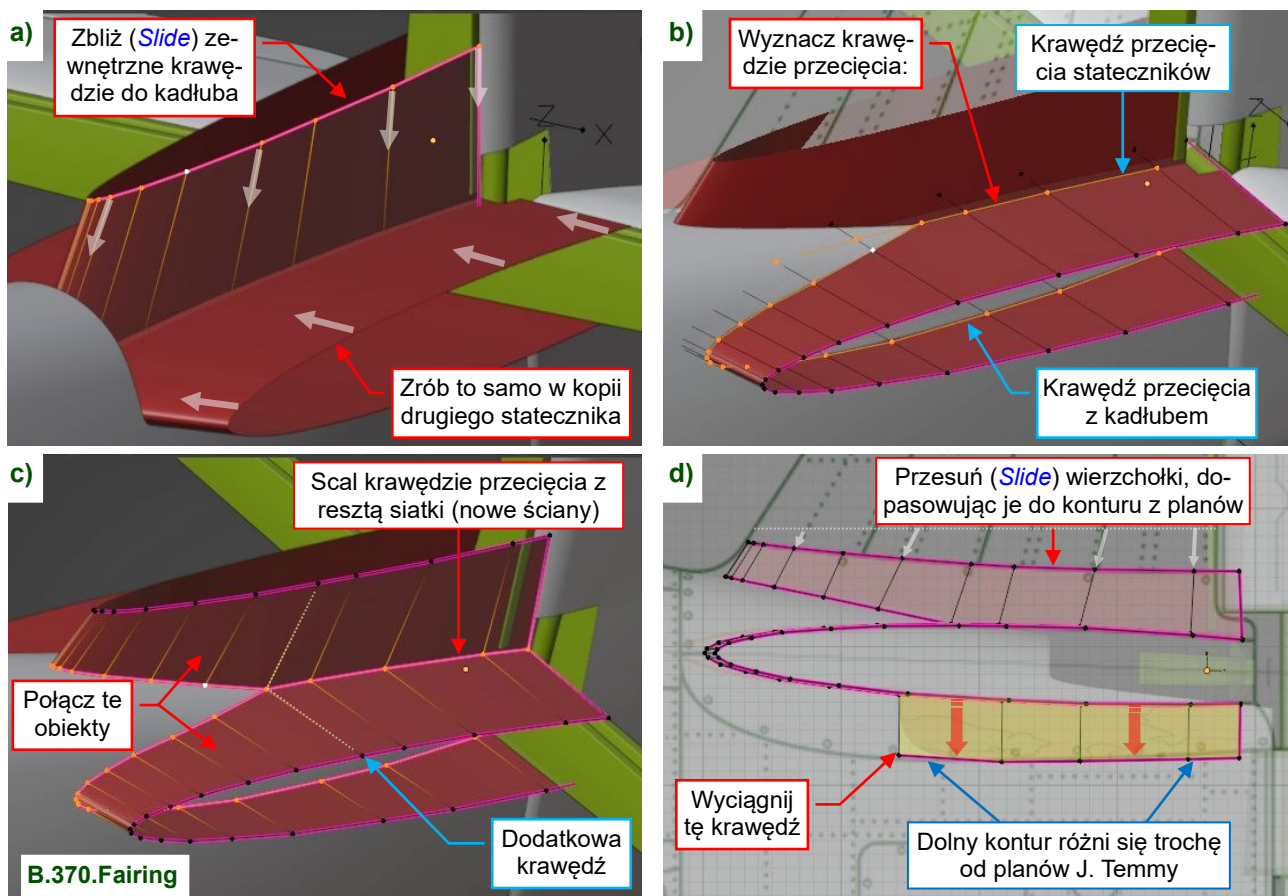 a)
Zbliż (Slide) ze-
wnętrzne krawę-
dzie do kadłuba
Z
X
Zrób to samo w kopii
drugiego statecznika
b)
Wyznacz krawę-
dzie przecięcia:
Krawędź przecię-
cia stateczników
Z
Krawędź przecięcia
z kadłubem
c)
Scal krawędzie przecięcia z
resztą siatki (nowe ściany)
Połącz te
obiekty
Dodatkowa
krawędź
B.370.Fairing
d)
Przesuń (Slide) wierzchołki, do-
pasowując je do konturu z planów
Wyciągnij
tę krawędź
Dolny kontur różni się trochę
od planów J. Temmy